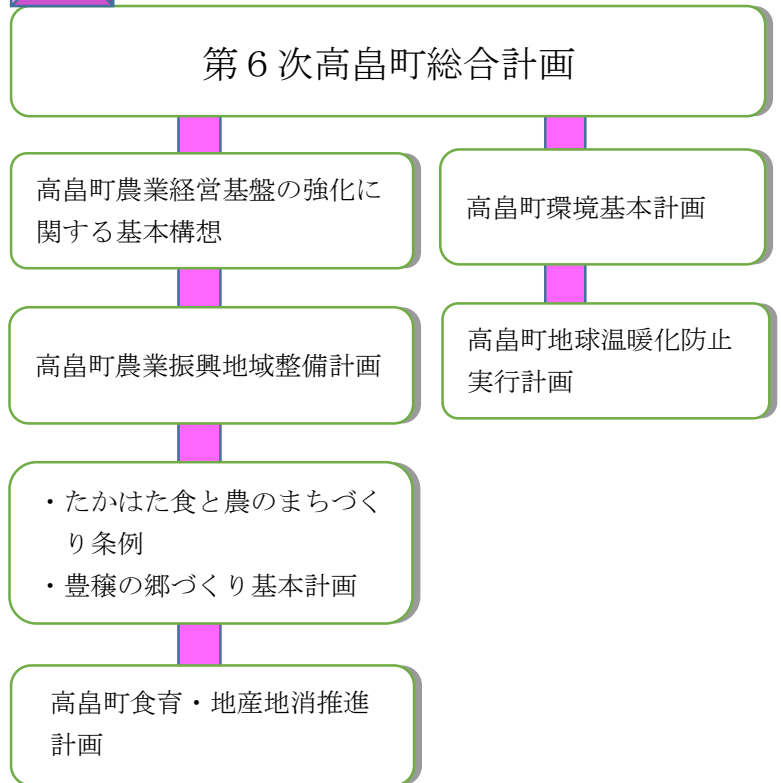 第６次高畠町総合計画
高畠町農業経営基盤の強化に
関する基本構想
高畠町環境基本計画
高畠町農業振興地域整備計画
高畠町地球温暖化防止
実行計画
・たかはた食と農のまちづく
り条例
・豊穣の郷づくり基本計画
高畠町食育・地産地消推進
計画